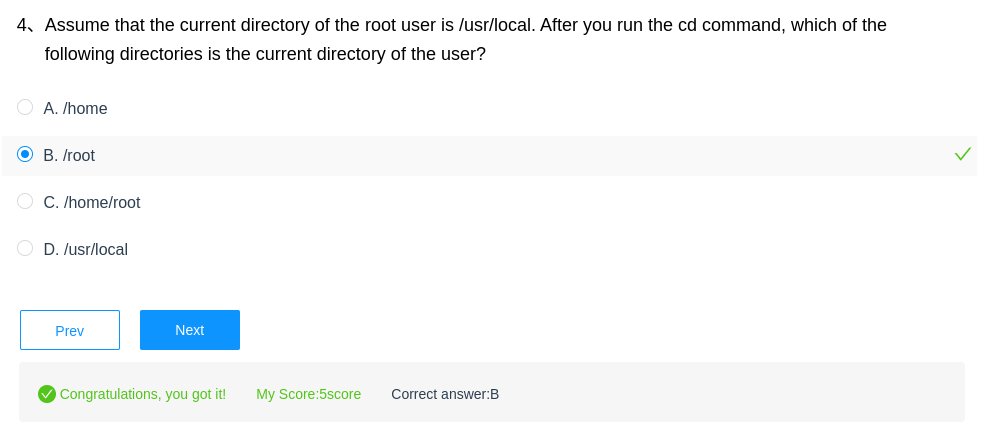 4、Assume that the current directory of the root user is /usr/local. After you run the cd command, which of the
following directories is the current directory of the user?
A. /home
B. /root
C. /home/root
D. /usr/local
Prev Next
Congratulations, you got it! My Score:5score Correct answer:B